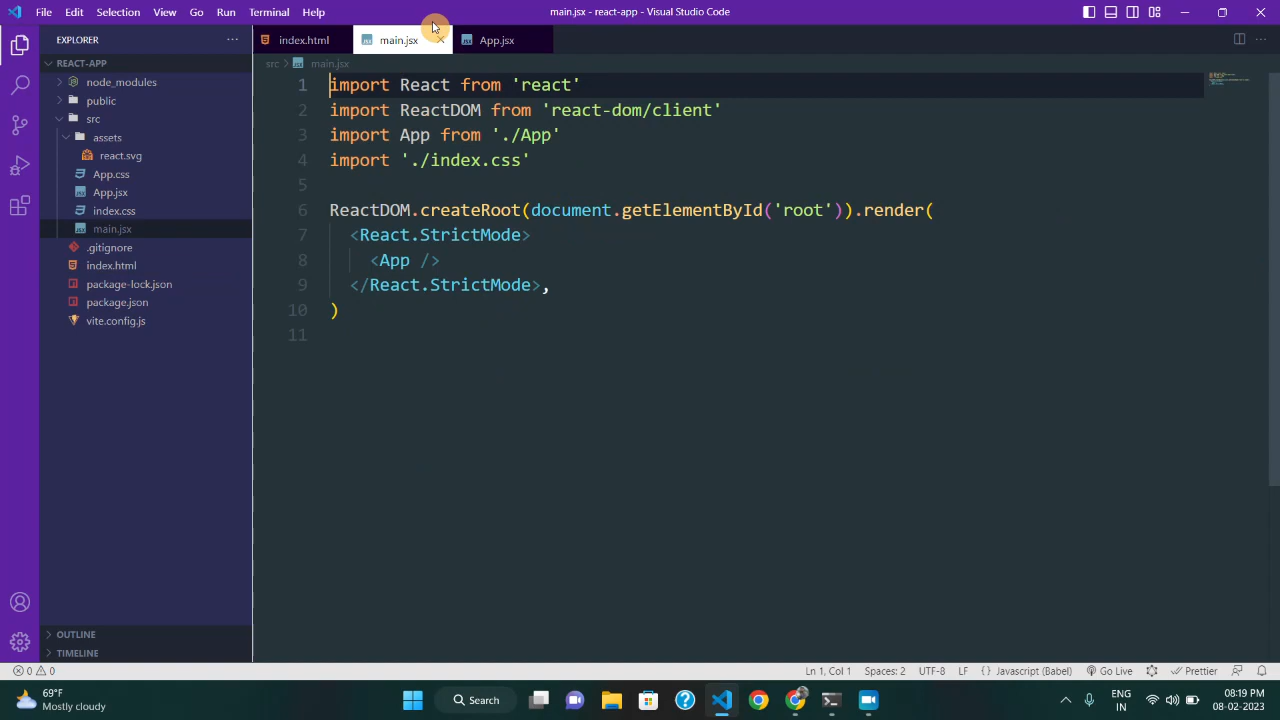 File Edit Selection View Go Run Terminal Help
main.jsx - react-app - Visual Studio Code
EXPLORER
REACT-APP
node_modules
public
src
assets
react.svg
App.css
App.jsx
index.css
main.jsx
.gitignore
index.html
package-lock.json
package.json
vite.config.js
OUTLINE
TIMELINE
index.html main.jsx App.jsx
src main.jsx
1 import React from 'react'
2 import ReactDOM from 'react-dom/client'
3 import App from './App'
4 import './index.css'
5
6 ReactDOM.createRoot(document.getElementById('root')).render(
7 <React.StrictMode>
8 <App />
9 </React.StrictMode>,
10 )
11
0 0 Ln 1, Col 1 Spaces: 2 UTF-8 LF {} Javascript (Babel) Go Live Prettier
69°F
Mostly cloudy
Search
ENG
IN
08:19 PM
08-02-2023